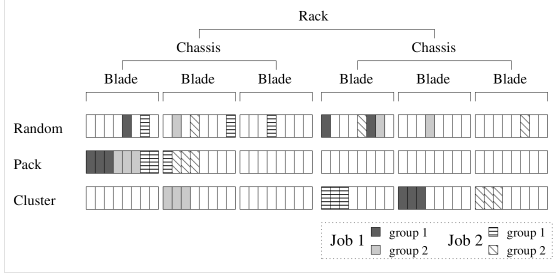 Rack
Chassis Chassis
Blade Blade Blade Blade Blade Blade
Random
Pack
Cluster
Job 1 group 1 Job 2 group 1
group 2 group 2